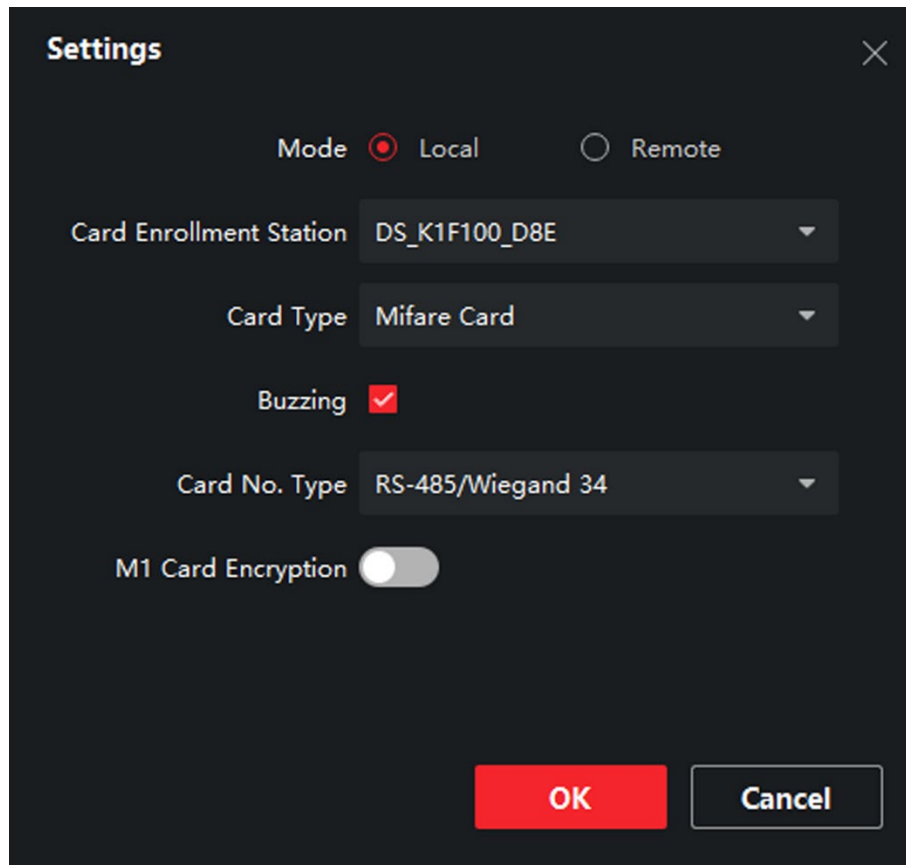 Settings
Mode Local Remote
Card Enrollment Station DS_K1F100_D8E
Card Type Mifare Card
Buzzing
Card No. Type RS-485/Wiegand 34
M1 Card Encryption
OK Cancel